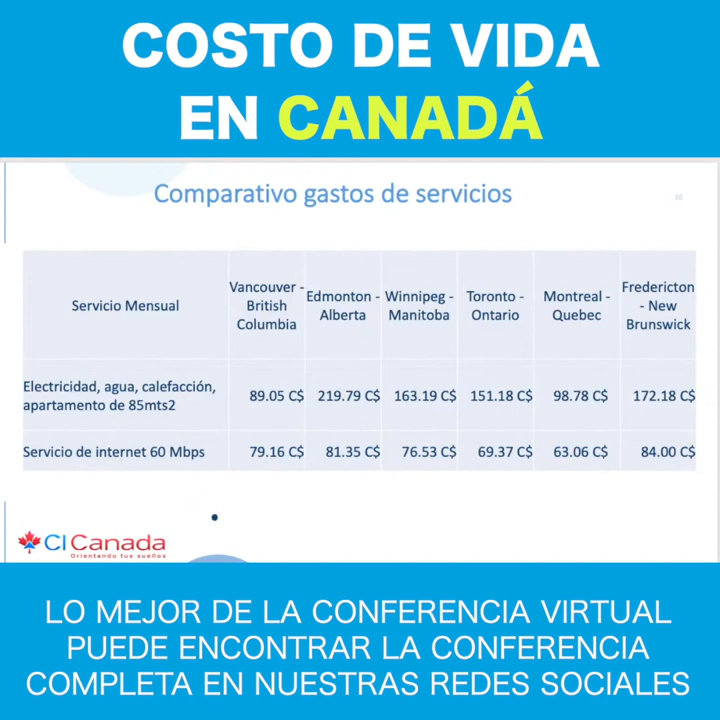 COSTO DE VIDA
EN CANADÁ
Comparativo gastos de servicios
10
Servicio Mensual
Vancouver - British Columbia
Edmonton - Alberta
Winnipeg - Manitoba
Toronto - Ontario
Montreal - Quebec
Fredericton - New Brunswick
Electricidad, agua, calefacción,
apartamento de 85mts2
89.05 C$ 219.79 C$ 163.19 C$ 151.18 C$ 98.78 C$ 172.18 C$
Servicio de internet 60 Mbps 79.16 C$ 81.35 C$ 76.53 C$ 69.37 C$ 63.06 C$ 84.00 C$
CI Canada
Orientando tus sueños
LO MEJOR DE LA CONFERENCIA VIRTUAL
PUEDE ENCONTRAR LA CONFERENCIA
COMPLETA EN NUESTRAS REDES SOCIALES